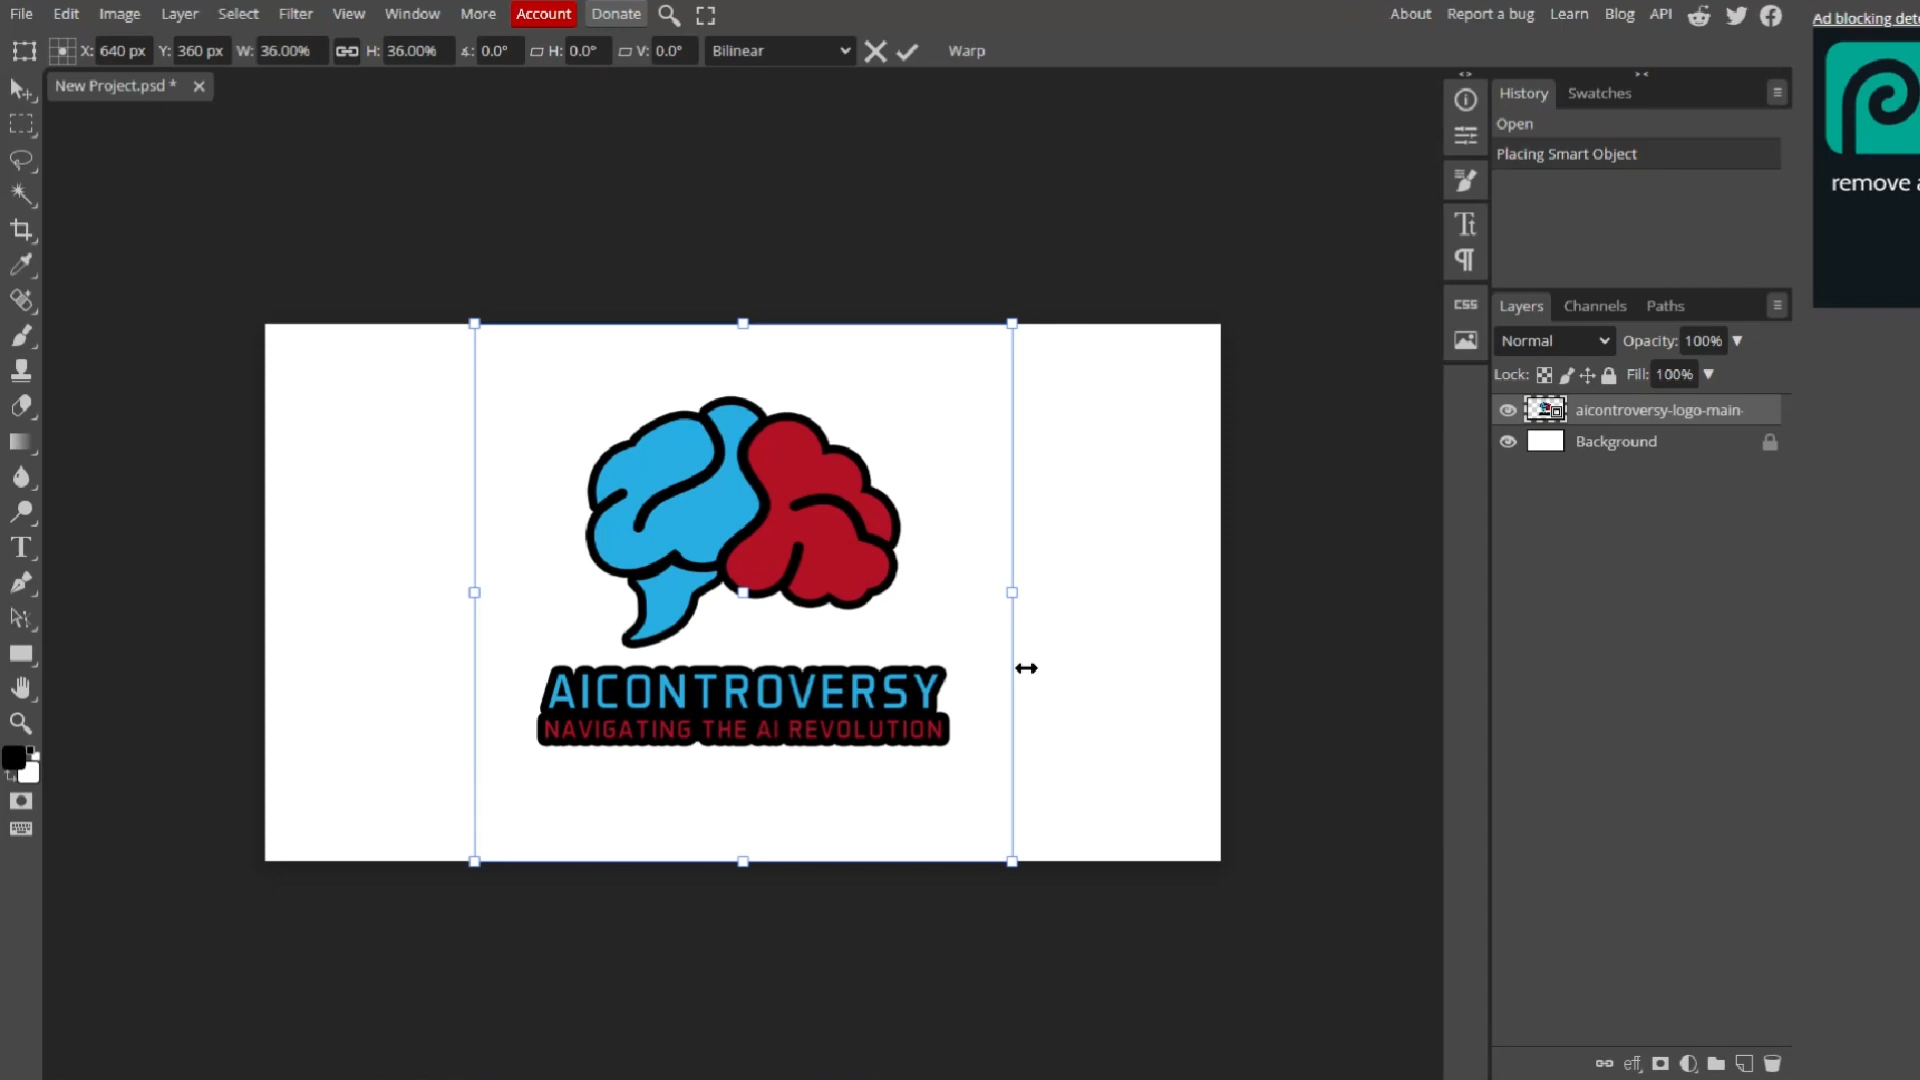 File Edit Image Layer Select Filter View Window More Account Donate About Report a bug Learn Blog API
X: 640 px Y: 360 px W: 36.00% H: 36.00% ∡: 0.0° H: 0.0° V: 0.0° Bilinear Warp
New Project.psd *
History Swatches
Open
Placing Smart Object
Layers Channels Paths
Normal Opacity: 100%
Lock: Fill: 100%
aicontroversy-logo-main-
Background
CSS
Tt
T
AICONTROVERSY
NAVIGATING THE AI REVOLUTION
eff
Ad blocking dete
remove a